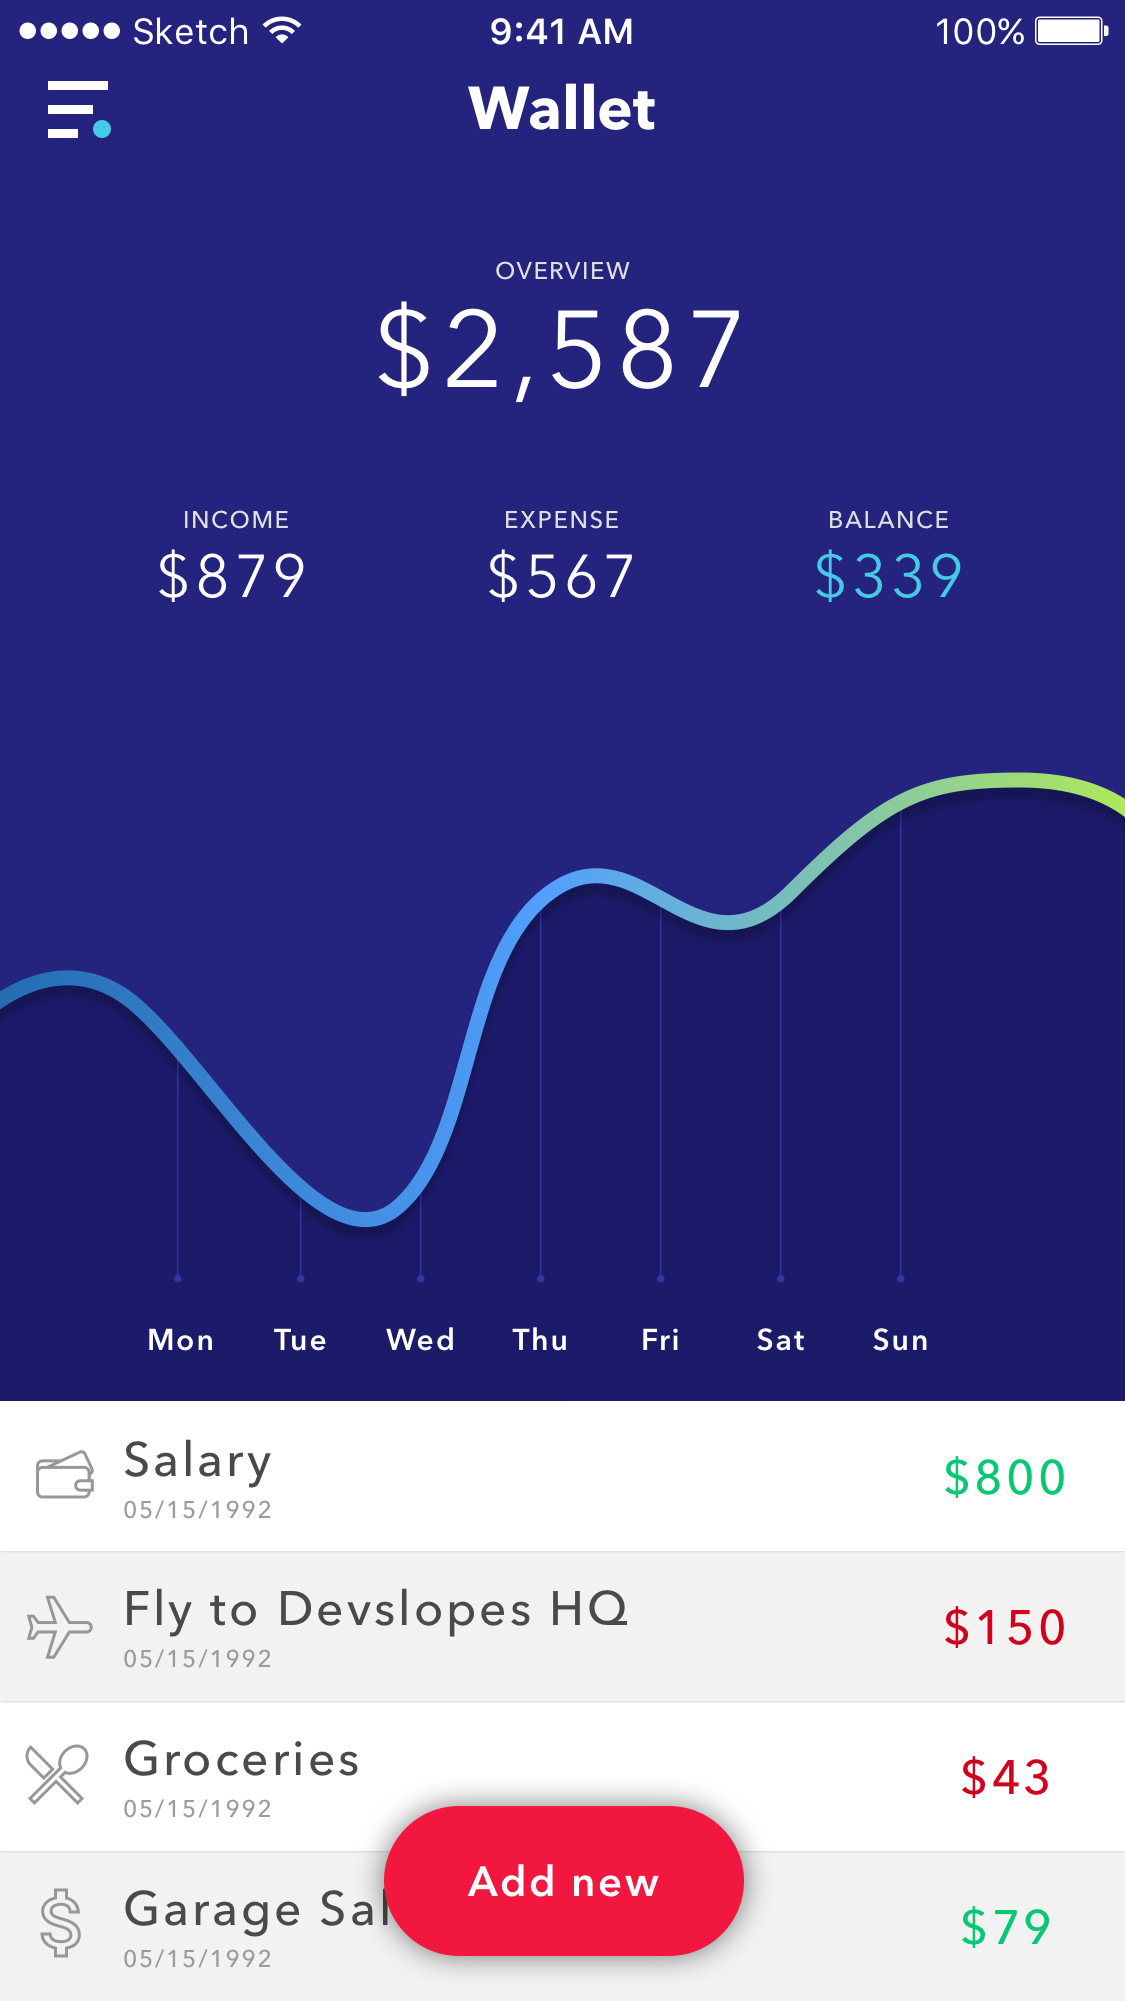 Sketch 9:41 AM 100%
Wallet
OVERVIEW
$2,587
INCOME EXPENSE BALANCE
$879 $567 $339
Mon Tue Wed Thu Fri Sat Sun
Salary
05/15/1992
$800
Fly to Devslopes HQ
05/15/1992
$150
Groceries
05/15/1992
$43
Add new
Garage
05/15/1992
$79